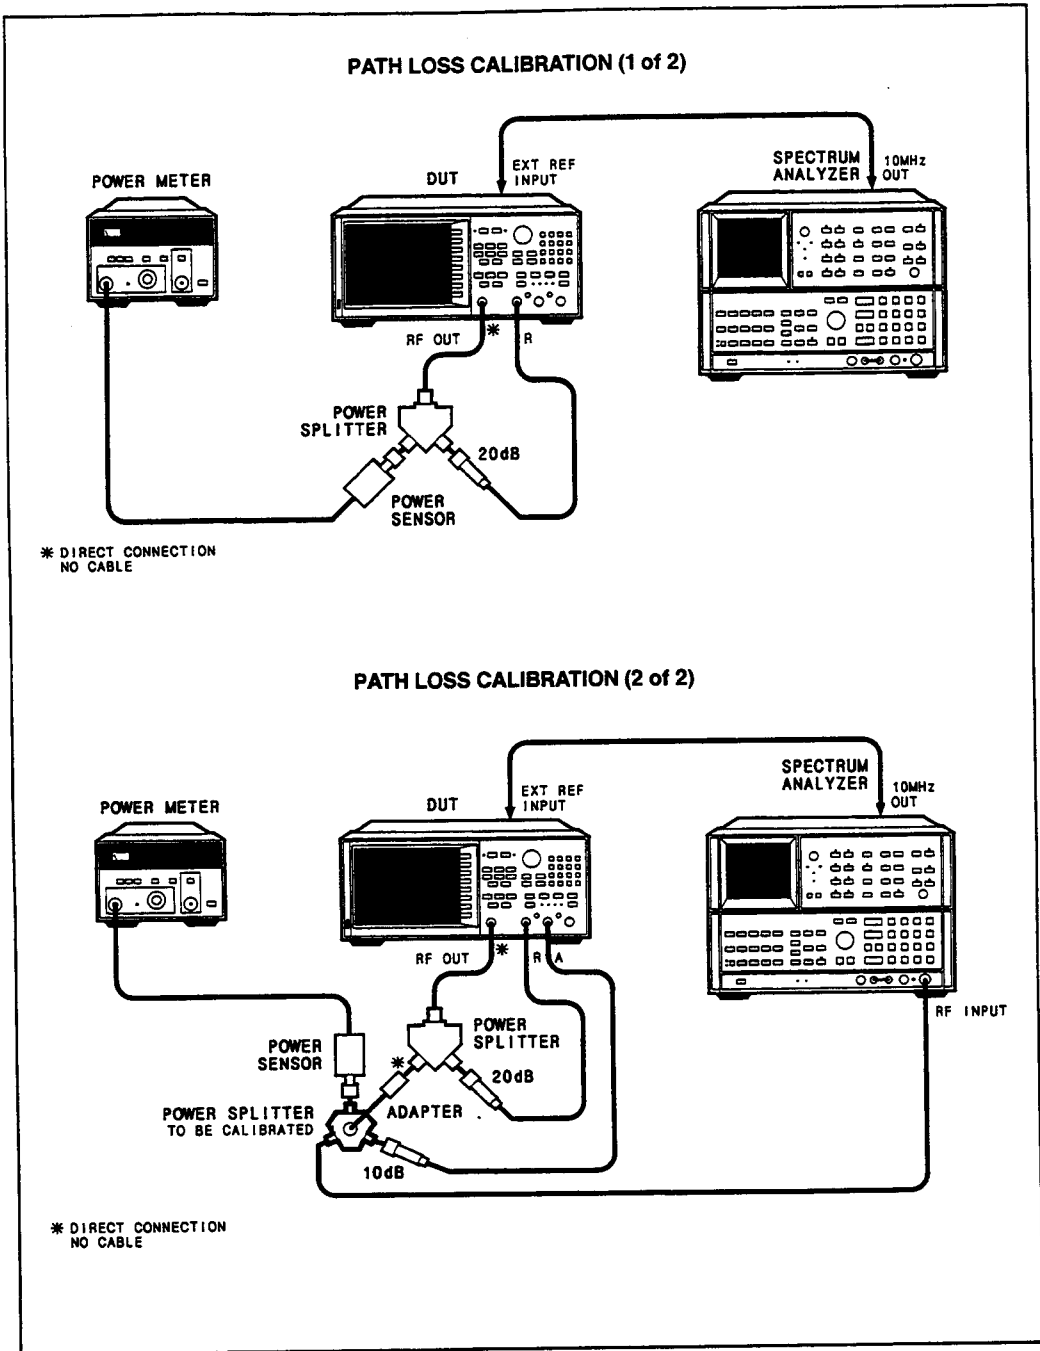 PATH LOSS CALIBRATION (1 of 2)
POWER METER
DUT
EXT REF
INPUT
SPECTRUM
ANALYZER
10MHz
OUT
RF OUT
*
R
POWER
SPLITTER
20dB
POWER
SENSOR
* DIRECT CONNECTION
NO CABLE
PATH LOSS CALIBRATION (2 of 2)
POWER METER
DUT
EXT REF
INPUT
SPECTRUM
ANALYZER
10MHz
OUT
RF OUT
*
R
A
RF INPUT
POWER
SPLITTER
POWER
SENSOR
*
20dB
POWER SPLITTER
TO BE CALIBRATED
ADAPTER
10dB
* DIRECT CONNECTION
NO CABLE